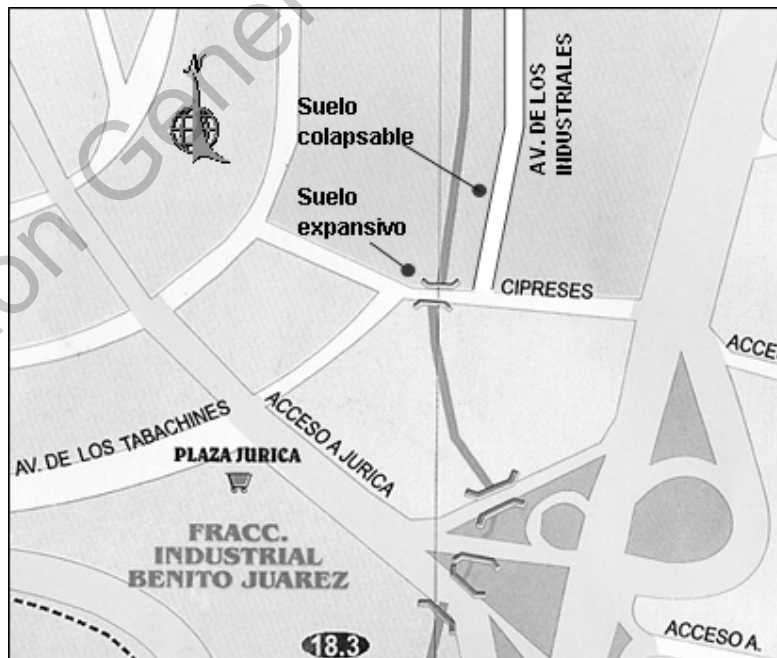 N
Suelo
colapsable
AV. DE LOS
INDUSTRIALES
Suelo
expansivo
CIPRESES
AV. DE LOS TABACHINES
ACCESO A JURICA
PLAZA JURICA
FRACC.
INDUSTRIAL
BENITO JUAREZ
18.3
ACCESO A.